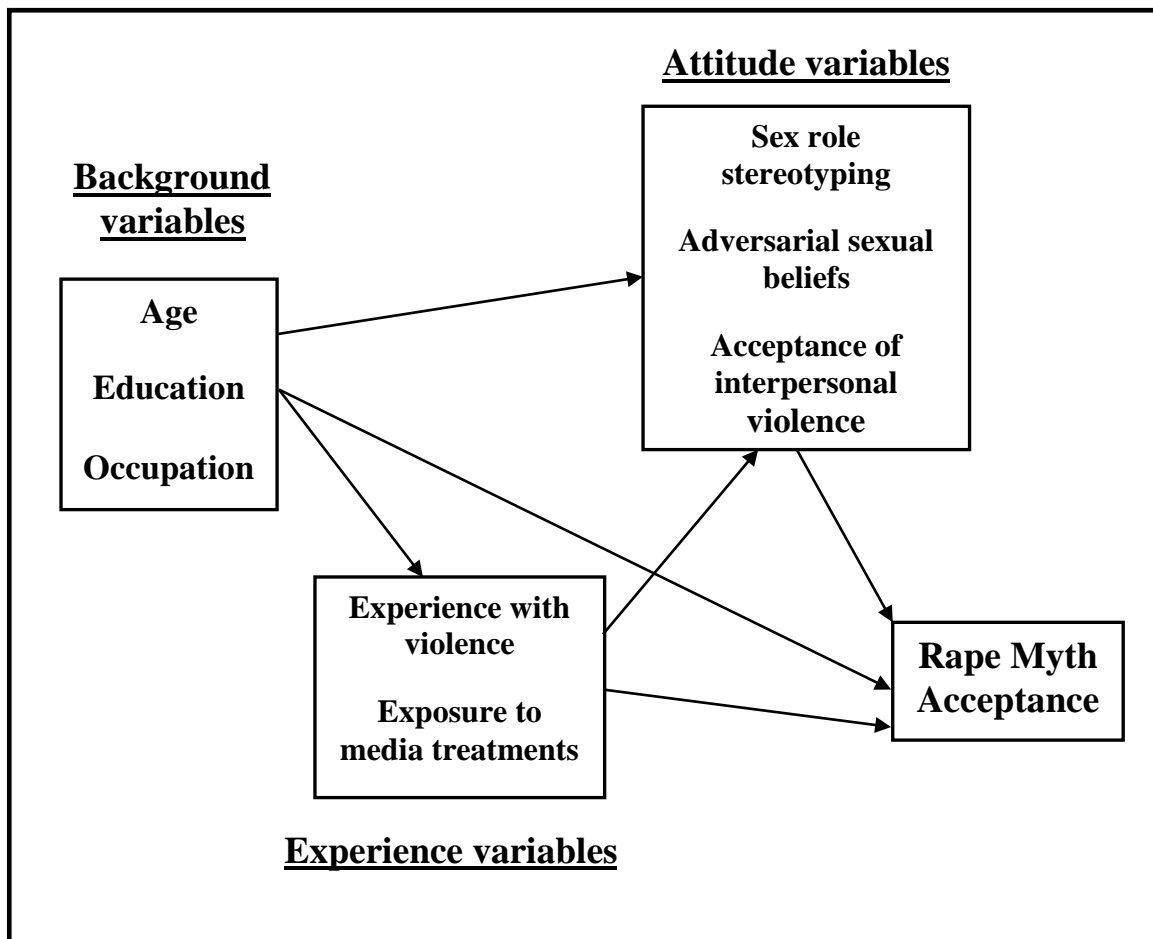 Attitude variables
Sex role
stereotyping
Adversarial sexual
beliefs
Acceptance of
interpersonal
violence
Background
variables
Age
Education
Occupation
Experience with
violence
Exposure to
media treatments
Experience variables
Rape Myth
Acceptance